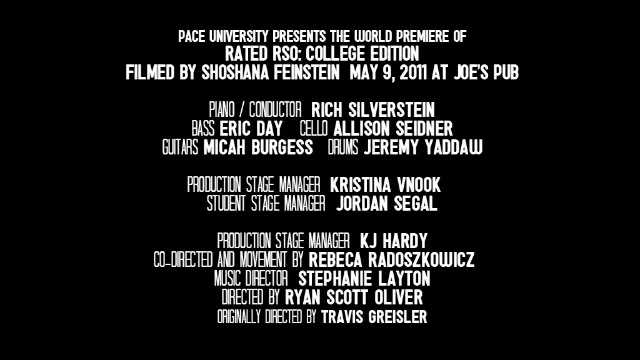 PACE UNIVERSITY PRESENTS THE WORLD PREMIERE OF
RATED RSO: COLLEGE EDITION
FILMED BY SHOSHANA FEINSTEIN MAY 9, 2011 AT JOE'S PUB
PIANO / CONDUCTOR RICH SILVERSTEIN
BASS ERIC DAY CELLO ALLISON SEIDNER
GUITARS MICAH BURGESS DRUMS JEREMY YADDAW
PRODUCTION STAGE MANAGER KRISTINA VNOOK
STUDENT STAGE MANAGER JORDAN SEGAL
PRODUCTION STAGE MANAGER KJ HARDY
CO-DIRECTED AND MOVEMENT BY REBECA RADOSZKOWICZ
MUSIC DIRECTOR STEPHANIE LAYTON
DIRECTED BY RYAN SCOTT OLIVER
ORIGINALLY DIRECTED BY TRAVIS GREISLER